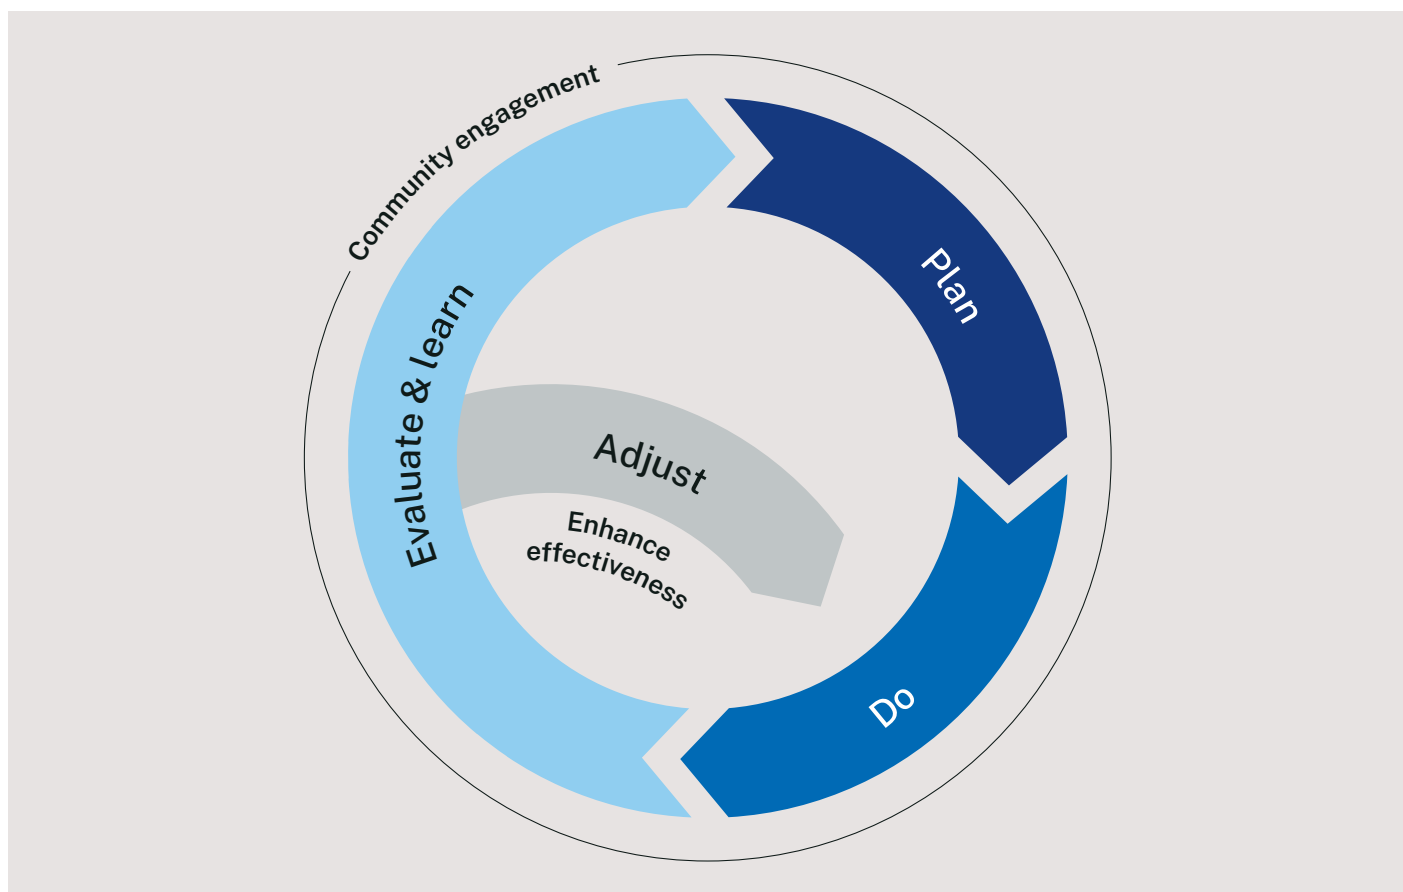 Community engagement
Plan
Evaluate & learn
Adjust
Enhance
effectiveness
Do